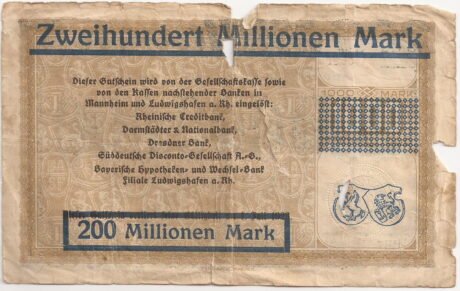 Zweihundert Millionen Mark
Dieser Gutschein wird von der Gesellschaftskasse sowie
von den Kassen nachstehender Banken in
Mannheim und Ludwigshafen a. Rh. eingelöst:
Rheinische Creditbank,
Darmstädter & Nationalbank,
Dresdner Bank,
Süddeutsche Disconto-Gesellschaft A.-G.,
Bayerische Hypotheken- und Wechsel-Bank
Filiale Ludwigshafen a. Rh.
1000 MARK
200 Millionen Mark